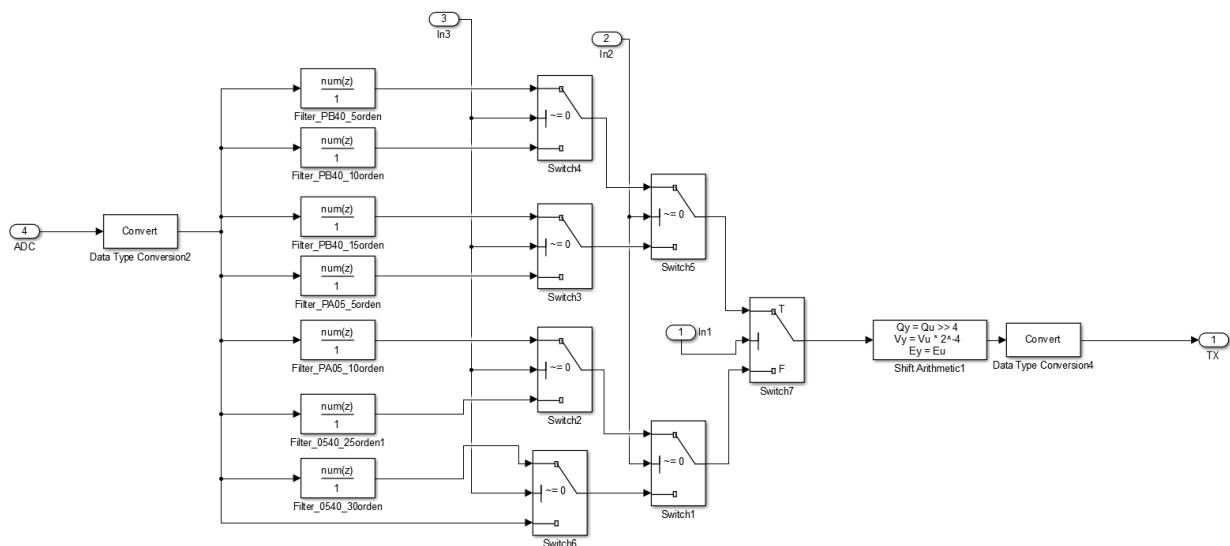 3
In3
2
In2
num(z)
1
Filter_PB40_5orden
~= 0
Switch4
num(z)
1
Filter_PB40_10orden
4
ADC
Convert
Data Type Conversion2
num(z)
1
Filter_PB40_15orden
~= 0
Switch3
~= 0
Switch5
num(z)
1
Filter_PA05_5orden
1
In1
T
F
Switch7
Qy = Qu >> 4
Vy = Vu * 2^-4
Ey = Eu
Shift Arithmetic1
Convert
Data Type Conversion4
1
TX
num(z)
1
Filter_PA05_10orden
~= 0
Switch2
num(z)
1
Filter_0540_25orden1
~= 0
Switch1
num(z)
1
Filter_0540_30orden
~= 0
Switch6